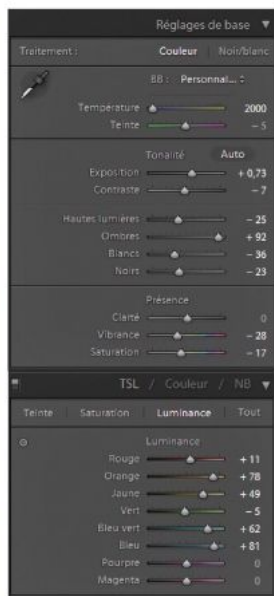 Réglages de base
Traitement : Couleur | Noir/blanc
BB : Personnal...
Température 2000
Teinte - 5
Tonalité Auto
Exposition + 0,73
Contraste - 7
Hautes lumières - 25
Ombres + 92
Blancs - 36
Noirs - 23
Présence
Clarté 0
Vibrance - 28
Saturation - 17
TSL / Couleur / NB
Teinte Saturation Luminance Tout
Luminance
Rouge + 11
Orange + 78
Jaune + 49
Vert - 5
Bleu vert + 62
Bleu + 81
Pourpre 0
Magenta 0